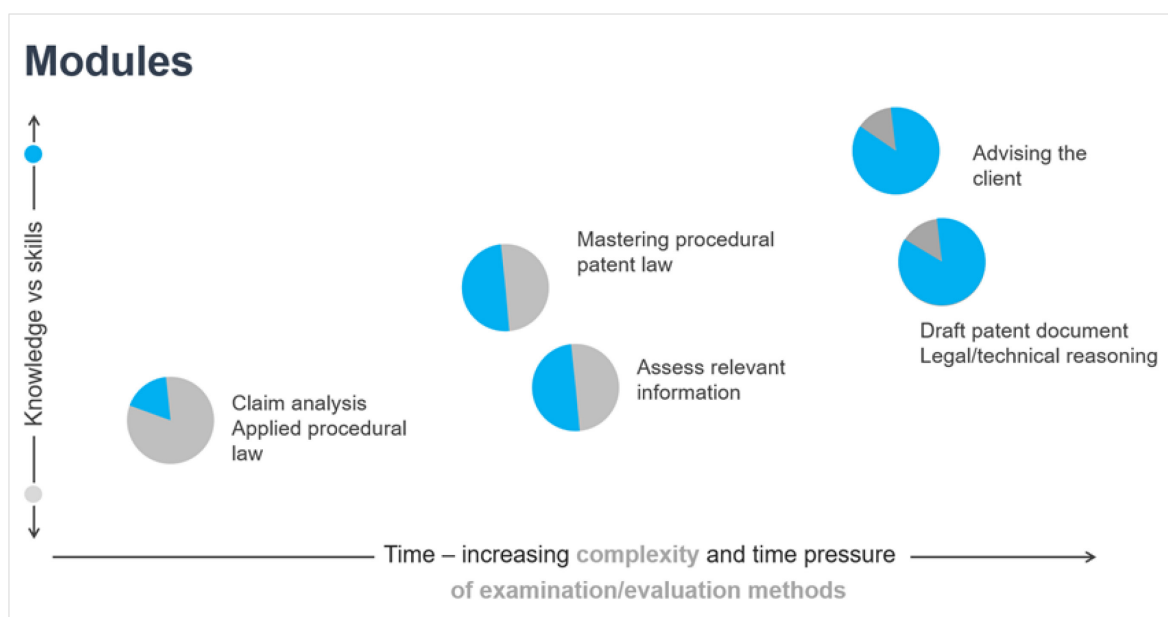 Modules
Knowledge vs skills
Advising the
client
Mastering procedural
patent law
Draft patent document
Legal/technical reasoning
Assess relevant
information
Claim analysis
Applied procedural
law
Time – increasing complexity and time pressure
of examination/evaluation methods